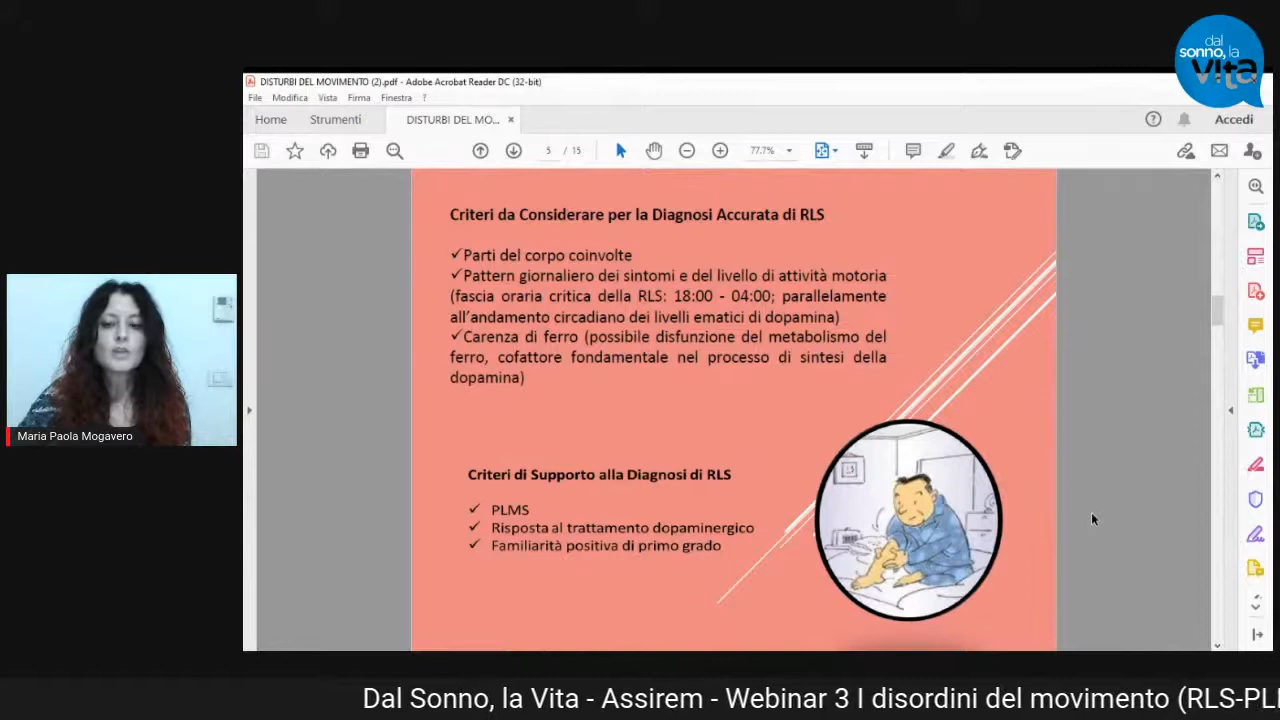 dal
sonno, la
vita
DISTURBI DEL MOVIMENTO (2).pdf - Adobe Acrobat Reader DC (32-bit)
File Modifica Vista Firma Finestra ?
Home Strumenti DISTURBI DEL MO... × Accedi
5 / 15 77.7%
Criteri da Considerare per la Diagnosi Accurata di RLS
✓Parti del corpo coinvolte
✓Pattern giornaliero dei sintomi e del livello di attività motoria
(fascia oraria critica della RLS: 18:00 - 04:00; parallelamente
all'andamento circadiano dei livelli ematici di dopamina)
✓Carenza di ferro (possibile disfunzione del metabolismo del
ferro, cofattore fondamentale nel processo di sintesi della
dopamina)
Criteri di Supporto alla Diagnosi di RLS
✓ PLMS
✓ Risposta al trattamento dopaminergico
✓ Familiarità positiva di primo grado
Maria Paola Mogavero
Dal Sonno, la Vita - Assirem - Webinar 3 I disordini del movimento (RLS-PL